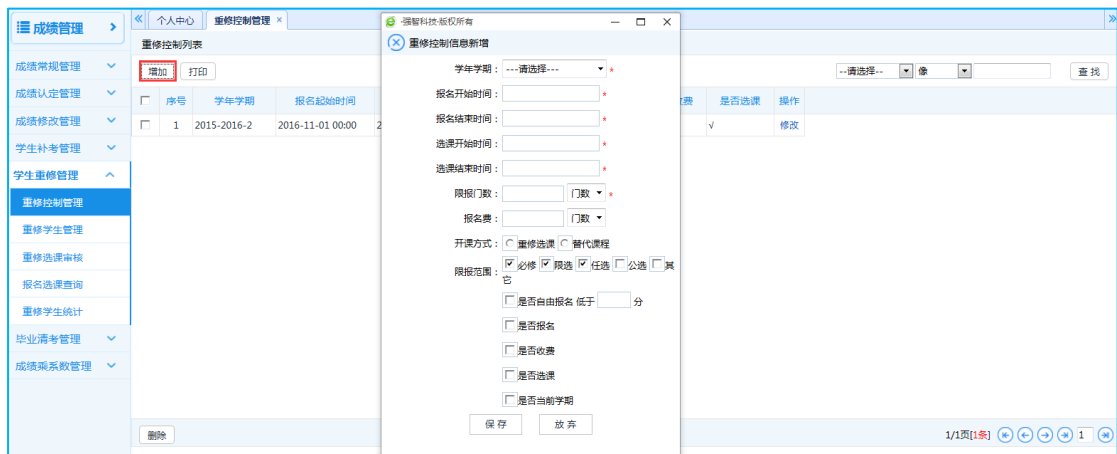 成绩管理
个人中心 重修控制管理 ×
-强智科技-版权所有
重修控制列表
重修控制信息新增
成绩常规管理
成绩认定管理
成绩修改管理
学生补考管理
学生重修管理
重修控制管理
重修学生管理
重修选课审核
报名选课查询
重修学生统计
毕业清考管理
成绩乘系数管理
增加 打印
--请选择-- 像 查 找
序号 学年学期 报名起始时间 是否选课 操作
1 2015-2016-2 2016-11-01 00:00 2 √ 修改
学年学期： ---请选择--- *
报名开始时间： *
报名结束时间： *
选课开始时间： *
选课结束时间： *
限报门数： 门数 *
报名费： 门数
开课方式： 重修选课 替代课程
限报范围： 必修 限选 任选 公选 其
它
是否自由报名 低于 分
是否报名
是否收费
是否选课
是否当前学期
保 存 放 弃
删除
1/1页[1条] 1